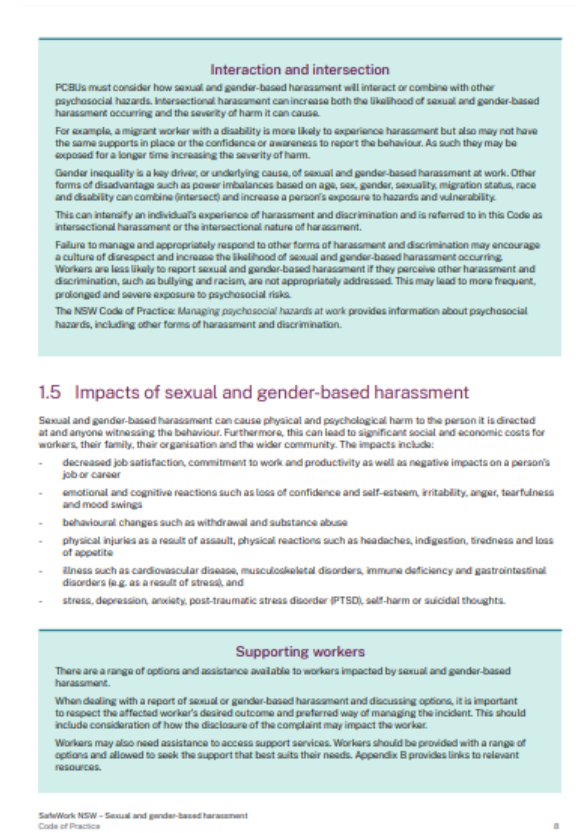 Interaction and intersection
PCBUs must consider how sexual and gender-based harassment will interact or combine with other
psychosocial hazards. Intersectional harassment can increase both the likelihood of sexual and gender-based
harassment occurring and the severity of harm it can cause.
For example, a migrant worker with a disability is more likely to experience harassment but also may not have
the same supports in place or the confidence or awareness to report the behaviour. As such they may be
exposed for a longer time increasing the severity of harm.
Gender inequality is a key driver, or underlying cause, of sexual and gender-based harassment at work. Other
forms of disadvantage such as power imbalances based on age, sex, gender, sexuality, migration status, race
and disability can combine (intersect) and increase a person's exposure to hazards and vulnerability.
This can intensify an individual's experience of harassment and discrimination and is referred to in this Code as
intersectional harassment or the intersectional nature of harassment.
Failure to manage and appropriately respond to other forms of harassment and discrimination may encourage
a culture of disrespect and increase the likelihood of sexual and gender-based harassment occurring.
Workers are less likely to report sexual and gender-based harassment if they perceive other harassment and
discrimination, such as bullying and racism, are not appropriately addressed. This may lead to more frequent,
prolonged and severe exposure to psychosocial risks.
The NSW Code of Practice: Managing psychosocial hazards at work provides information about psychosocial
hazards, including other forms of harassment and discrimination.
1.5 Impacts of sexual and gender-based harassment
Sexual and gender-based harassment can cause physical and psychological harm to the person it is directed
at and anyone witnessing the behaviour. Furthermore, this can lead to significant social and economic costs for
workers, their family, their organisation and the wider community. The impacts include:
- decreased job satisfaction, commitment to work and productivity as well as negative impacts on a person's
job or career
- emotional and cognitive reactions such as loss of confidence and self-esteem, irritability, anger, tearfulness
and mood swings
- behavioural changes such as withdrawal and substance abuse
- physical injuries as a result of assault, physical reactions such as headaches, indigestion, tiredness and loss
of appetite
- illness such as cardiovascular disease, musculoskeletal disorders, immune deficiency and gastrointestinal
disorders (e.g. as a result of stress), and
- stress, depression, anxiety, post-traumatic stress disorder (PTSD), self-harm or suicidal thoughts.
Supporting workers
There are a range of options and assistance available to workers impacted by sexual and gender-based
harassment.
When dealing with a report of sexual or gender-based harassment and discussing options, it is important
to respect the affected worker's desired outcome and preferred way of managing the incident. This should
include consideration of how the disclosure of the complaint may impact the worker.
Workers may also need assistance to access support services. Workers should be provided with a range of
options and allowed to seek the support that best suits their needs. Appendix B provides links to relevant
resources.
SafeWork NSW – Sexual and gender-based harassment
Code of Practice 8